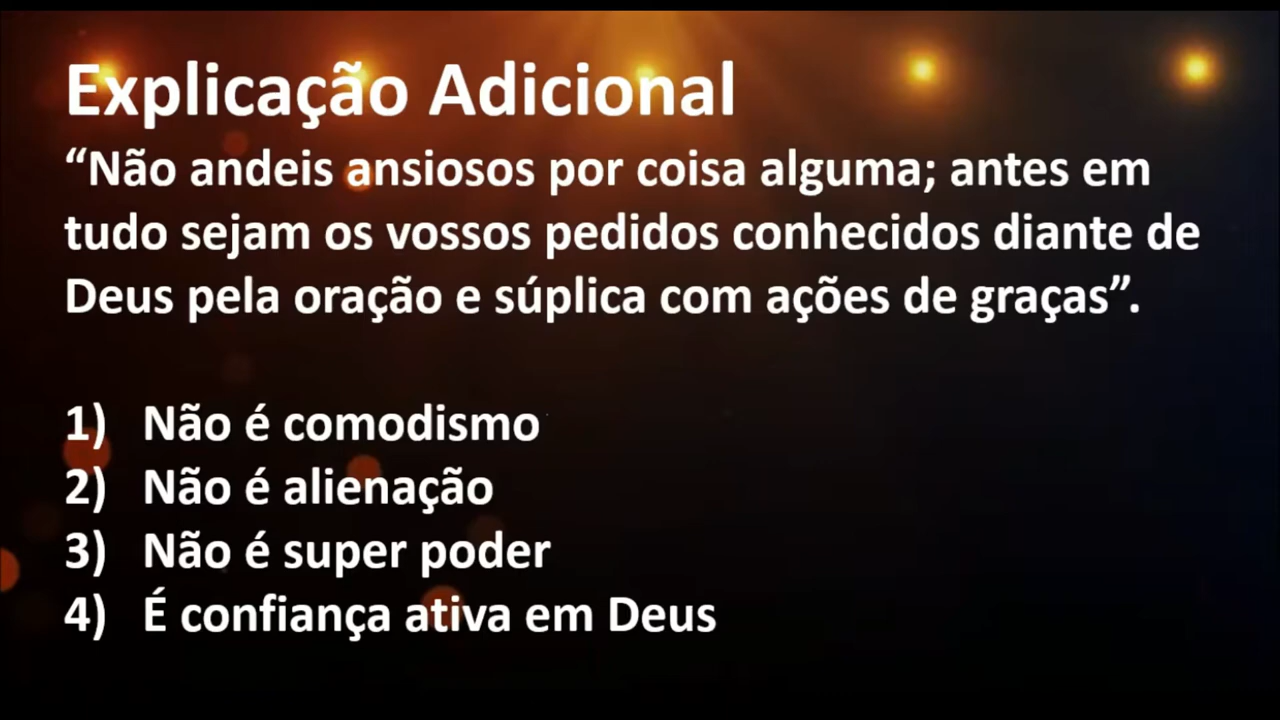 Explicação Adicional
“Não andeis ansiosos por coisa alguma; antes em
tudo sejam os vossos pedidos conhecidos diante de
Deus pela oração e súplica com ações de graças”.
1) Não é comodismo
2) Não é alienação
3) Não é super poder
4) É confiança ativa em Deus